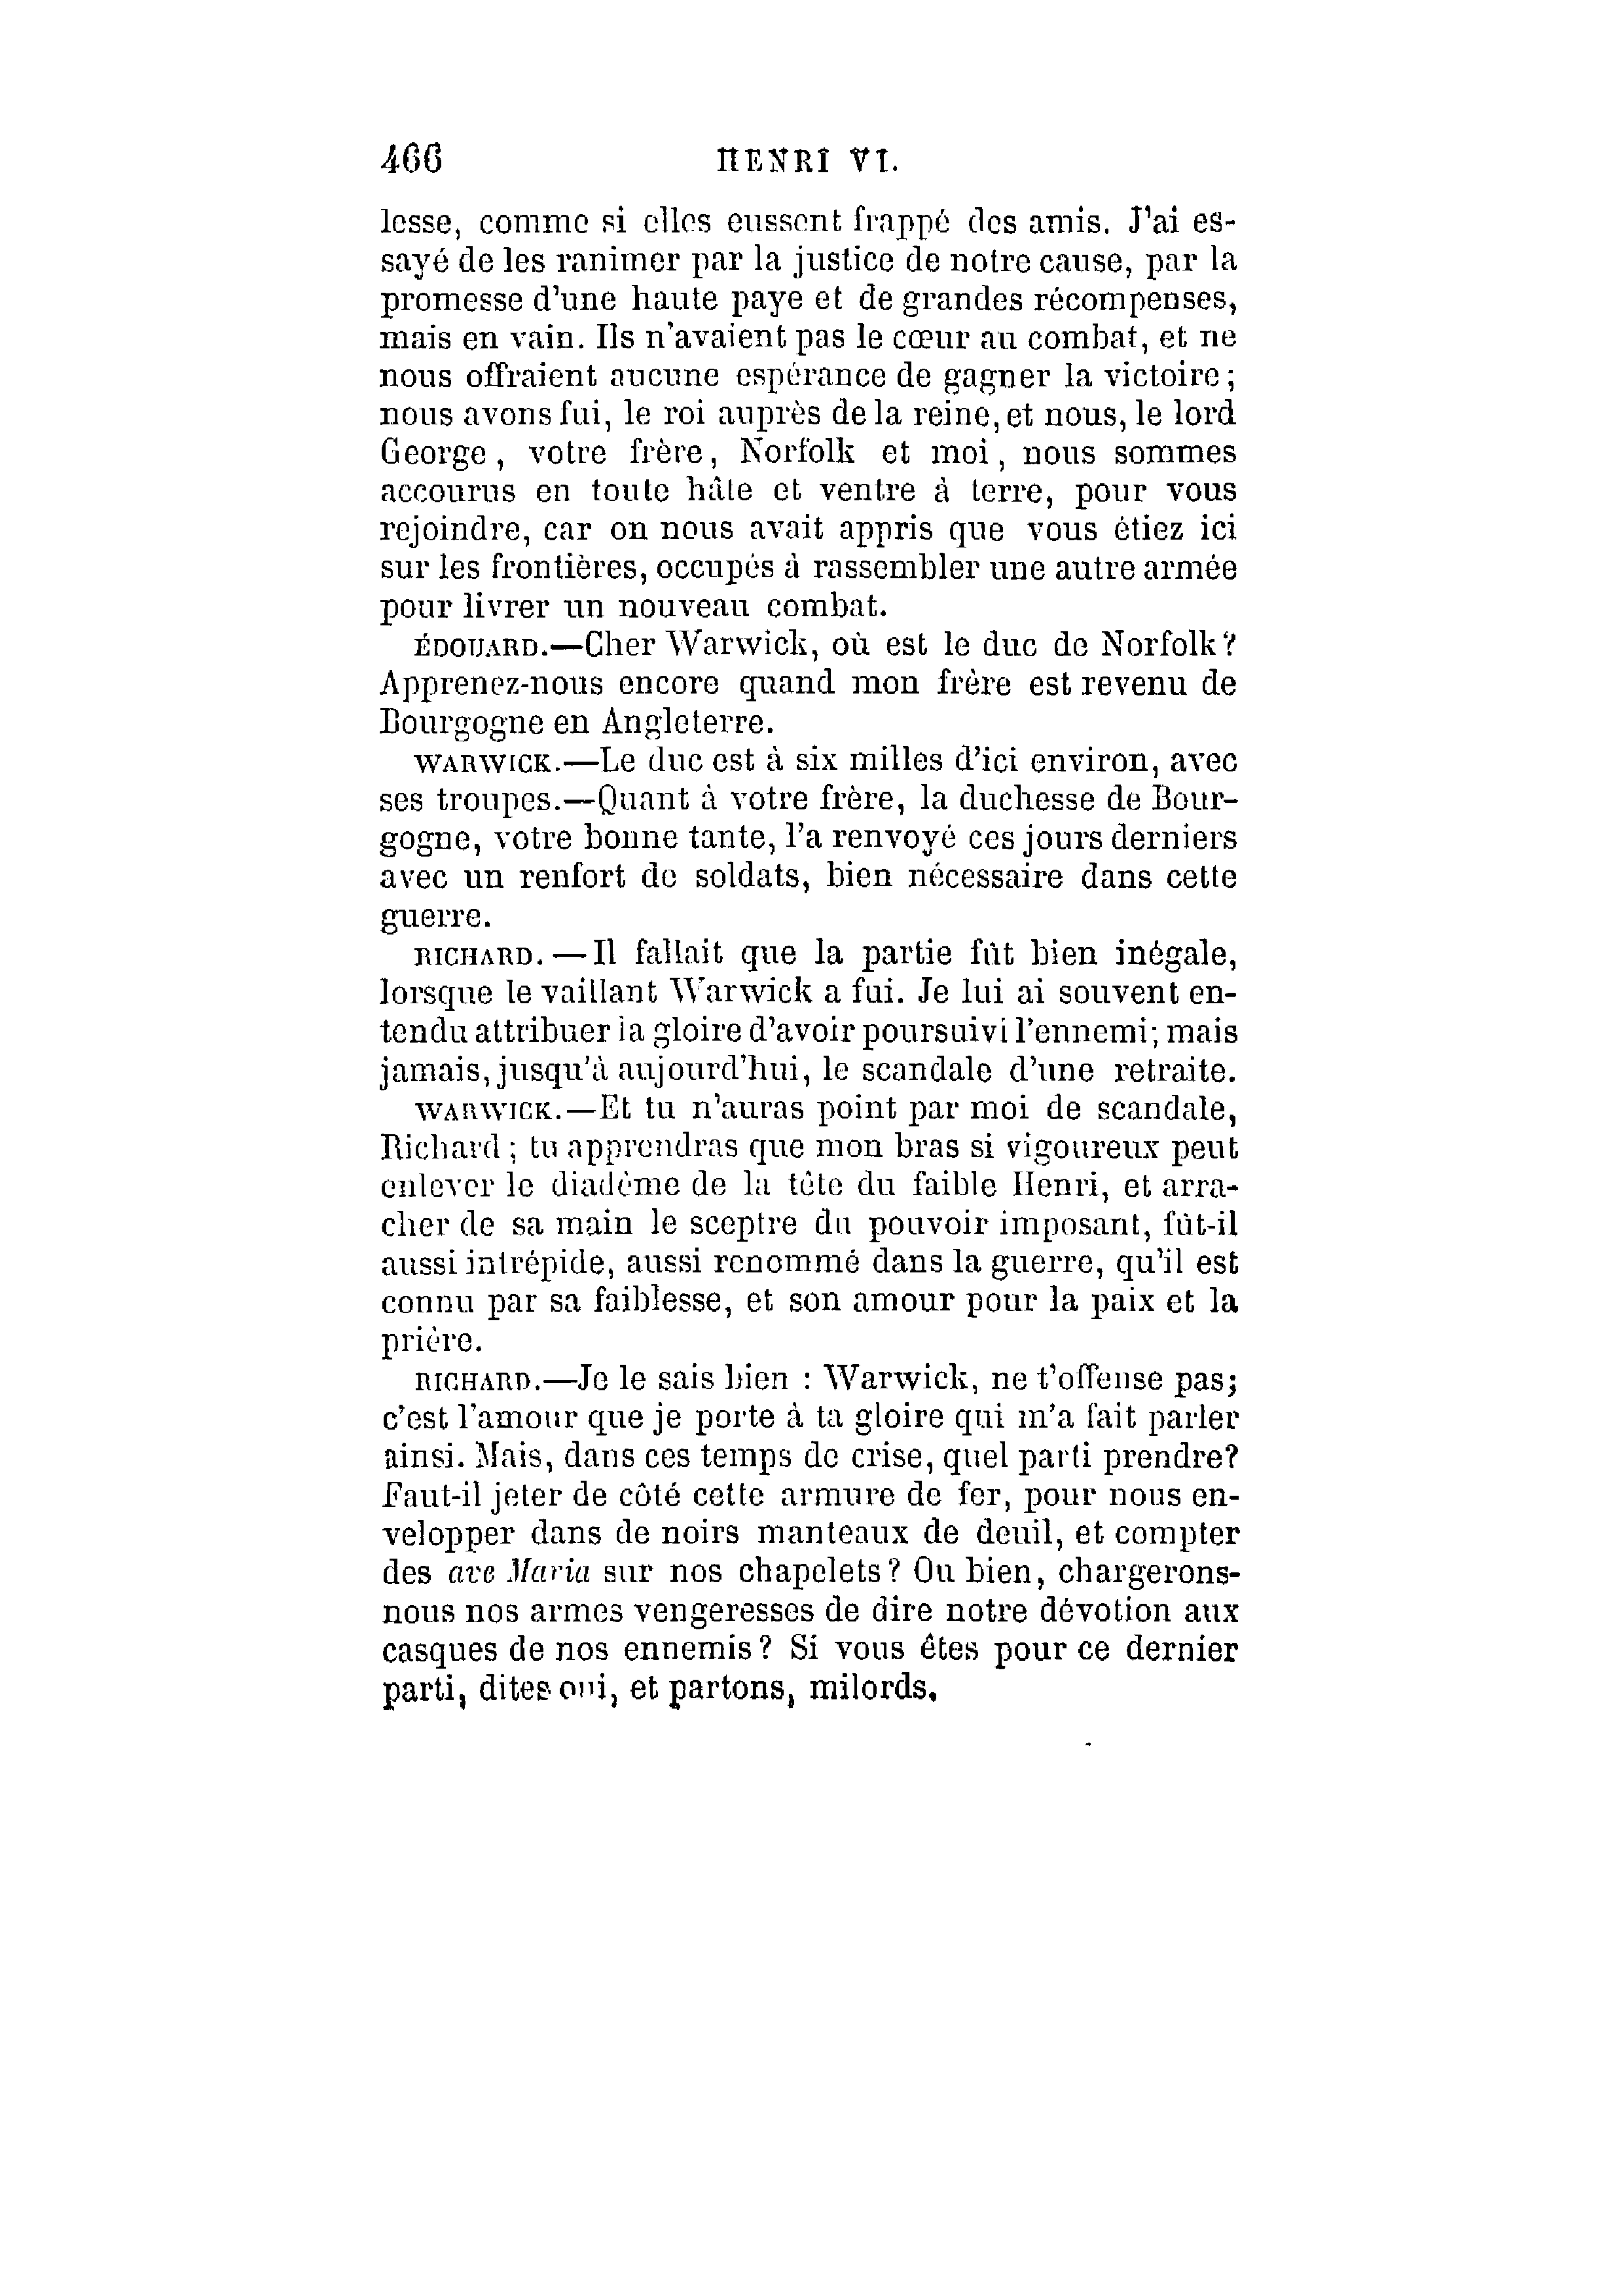 466 HENRI VI.
lesse, comme si elles eussent frappé des amis. J'ai es-
sayé de les ranimer par la justice de notre cause, par la
promesse d'une haute paye et de grandes récompenses,
mais en vain. Ils n'avaient pas le cœur au combat, et ne
nous offraient aucune espérance de gagner la victoire;
nous avons fui, le roi auprès de la reine, et nous, le lord
George, votre frère, Norfolk et moi, nous sommes
accourus en toute hâte et ventre à terre, pour vous
rejoindre, car on nous avait appris que vous étiez ici
sur les frontières, occupés à rassembler une autre armée
pour livrer un nouveau combat.
ÉDOUARD.—Cher Warwick, où est le duc de Norfolk?
Apprenez-nous encore quand mon frère est revenu de
Bourgogne en Angleterre.
WARWICK.—Le duc est à six milles d'ici environ, avec
ses troupes.—Quant à votre frère, la duchesse de Bour-
gogne, votre bonne tante, l'a renvoyé ces jours derniers
avec un renfort de soldats, bien nécessaire dans cette
guerre.
RICHARD.—Il fallait que la partie fût bien inégale,
lorsque le vaillant Warwick a fui. Je lui ai souvent en-
tendu attribuer la gloire d'avoir poursuivi l'ennemi; mais
jamais, jusqu'à aujourd'hui, le scandale d'une retraite.
WARWICK.—Et tu n'auras point par moi de scandale,
Richard; tu apprendras que mon bras si vigoureux peut
enlever le diadème de la tête du faible Henri, et arra-
cher de sa main le sceptre du pouvoir imposant, fût-il
aussi intrépide, aussi renommé dans la guerre, qu'il est
connu par sa faiblesse, et son amour pour la paix et la
prière.
RICHARD.—Je le sais bien : Warwick, ne t'offense pas;
c'est l'amour que je porte à ta gloire qui m'a fait parler
ainsi. Mais, dans ces temps de crise, quel parti prendre?
Faut-il jeter de côté cette armure de fer, pour nous en-
velopper dans de noirs manteaux de deuil, et compter
des ave Maria sur nos chapelets? Ou bien, chargerons-
nous nos armes vengeresses de dire notre dévotion aux
casques de nos ennemis? Si vous êtes pour ce dernier
parti, dites oui, et partons, milords.